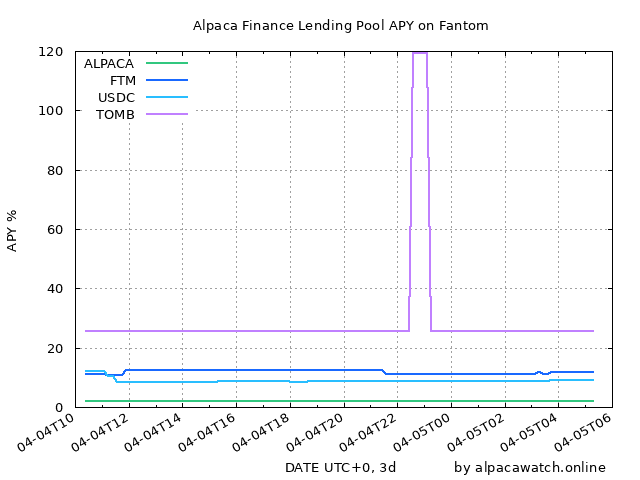 Alpaca Finance Lending Pool APY on Fantom
120
100
80
60
40
20
0
APY %
ALPACA
FTM
USDC
TOMB
04-04T10
04-04T12
04-04T14
04-04T16
04-04T18
04-04T20
04-04T22
04-05T00
04-05T02
04-05T04
04-05T06
DATE UTC+0, 3d
by alpacawatch.online